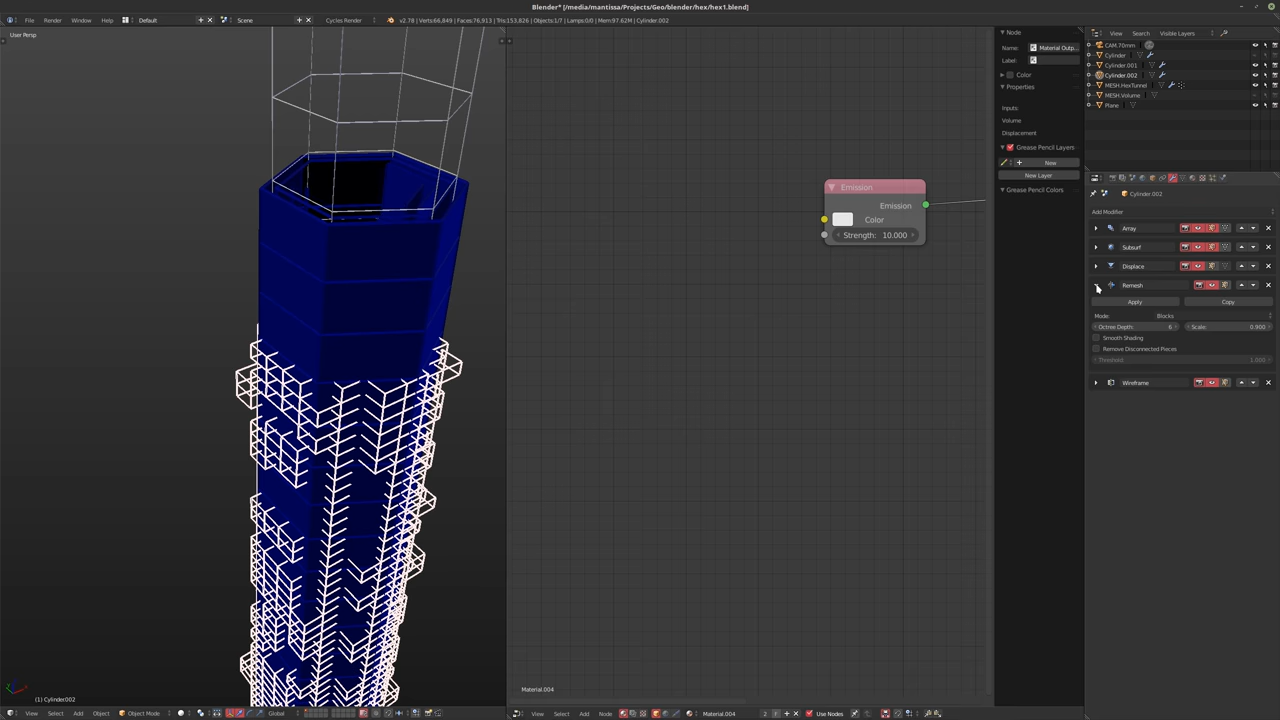 Blender* [/media/mantissa/Projects/Geo/blender/hex/hex1.blend]
File Render Window Help Default Scene Cycles Render v2.78 | Verts:66,849 | Faces:76,913 | Tris:153,826 | Objects:1/7 | Lamps:0/0 | Mem:97.62M | Cylinder.002
User Persp
Node
Name: Material Outp...
Label:
Color
Properties
Inputs:
Volume
Displacement
Grease Pencil Layers
New
New Layer
Grease Pencil Colors
Emission
Emission
Color
Strength: 10.000
View Search Visible Layers
CAM.70mm
Cylinder
Cylinder.001
Cylinder.002
MESH.HexTunnel
MESH.Volume
Plane
Cylinder.002
Add Modifier
Array
Subsurf
Displace
Remesh
Apply Copy
Mode: Blocks
Octree Depth: 6 Scale: 0.900
Smooth Shading
Remove Disconnected Pieces
Threshold: 1.000
Wireframe
(1) Cylinder.002
Material.004
View Select Add Object Object Mode Global
View Select Add Node Material.004 2 F Use Nodes